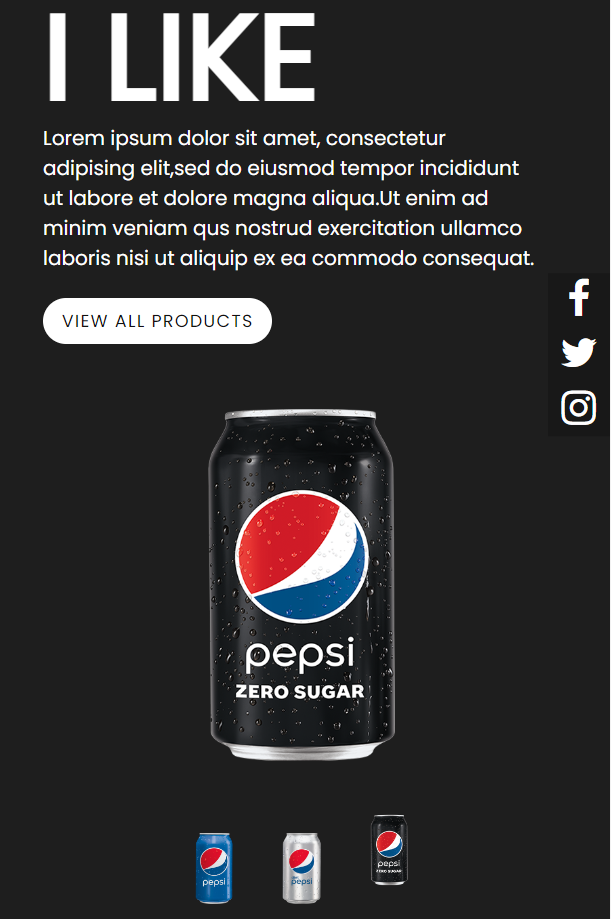 I LIKE
Lorem ipsum dolor sit amet, consectetur
adipising elit,sed do eiusmod tempor incididunt
ut labore et dolore magna aliqua.Ut enim ad
minim veniam qus nostrud exercitation ullamco
laboris nisi ut aliquip ex ea commodo consequat.
VIEW ALL PRODUCTS
pepsi
ZERO SUGAR
pepsi
pepsi
pepsi
ZERO SUGAR